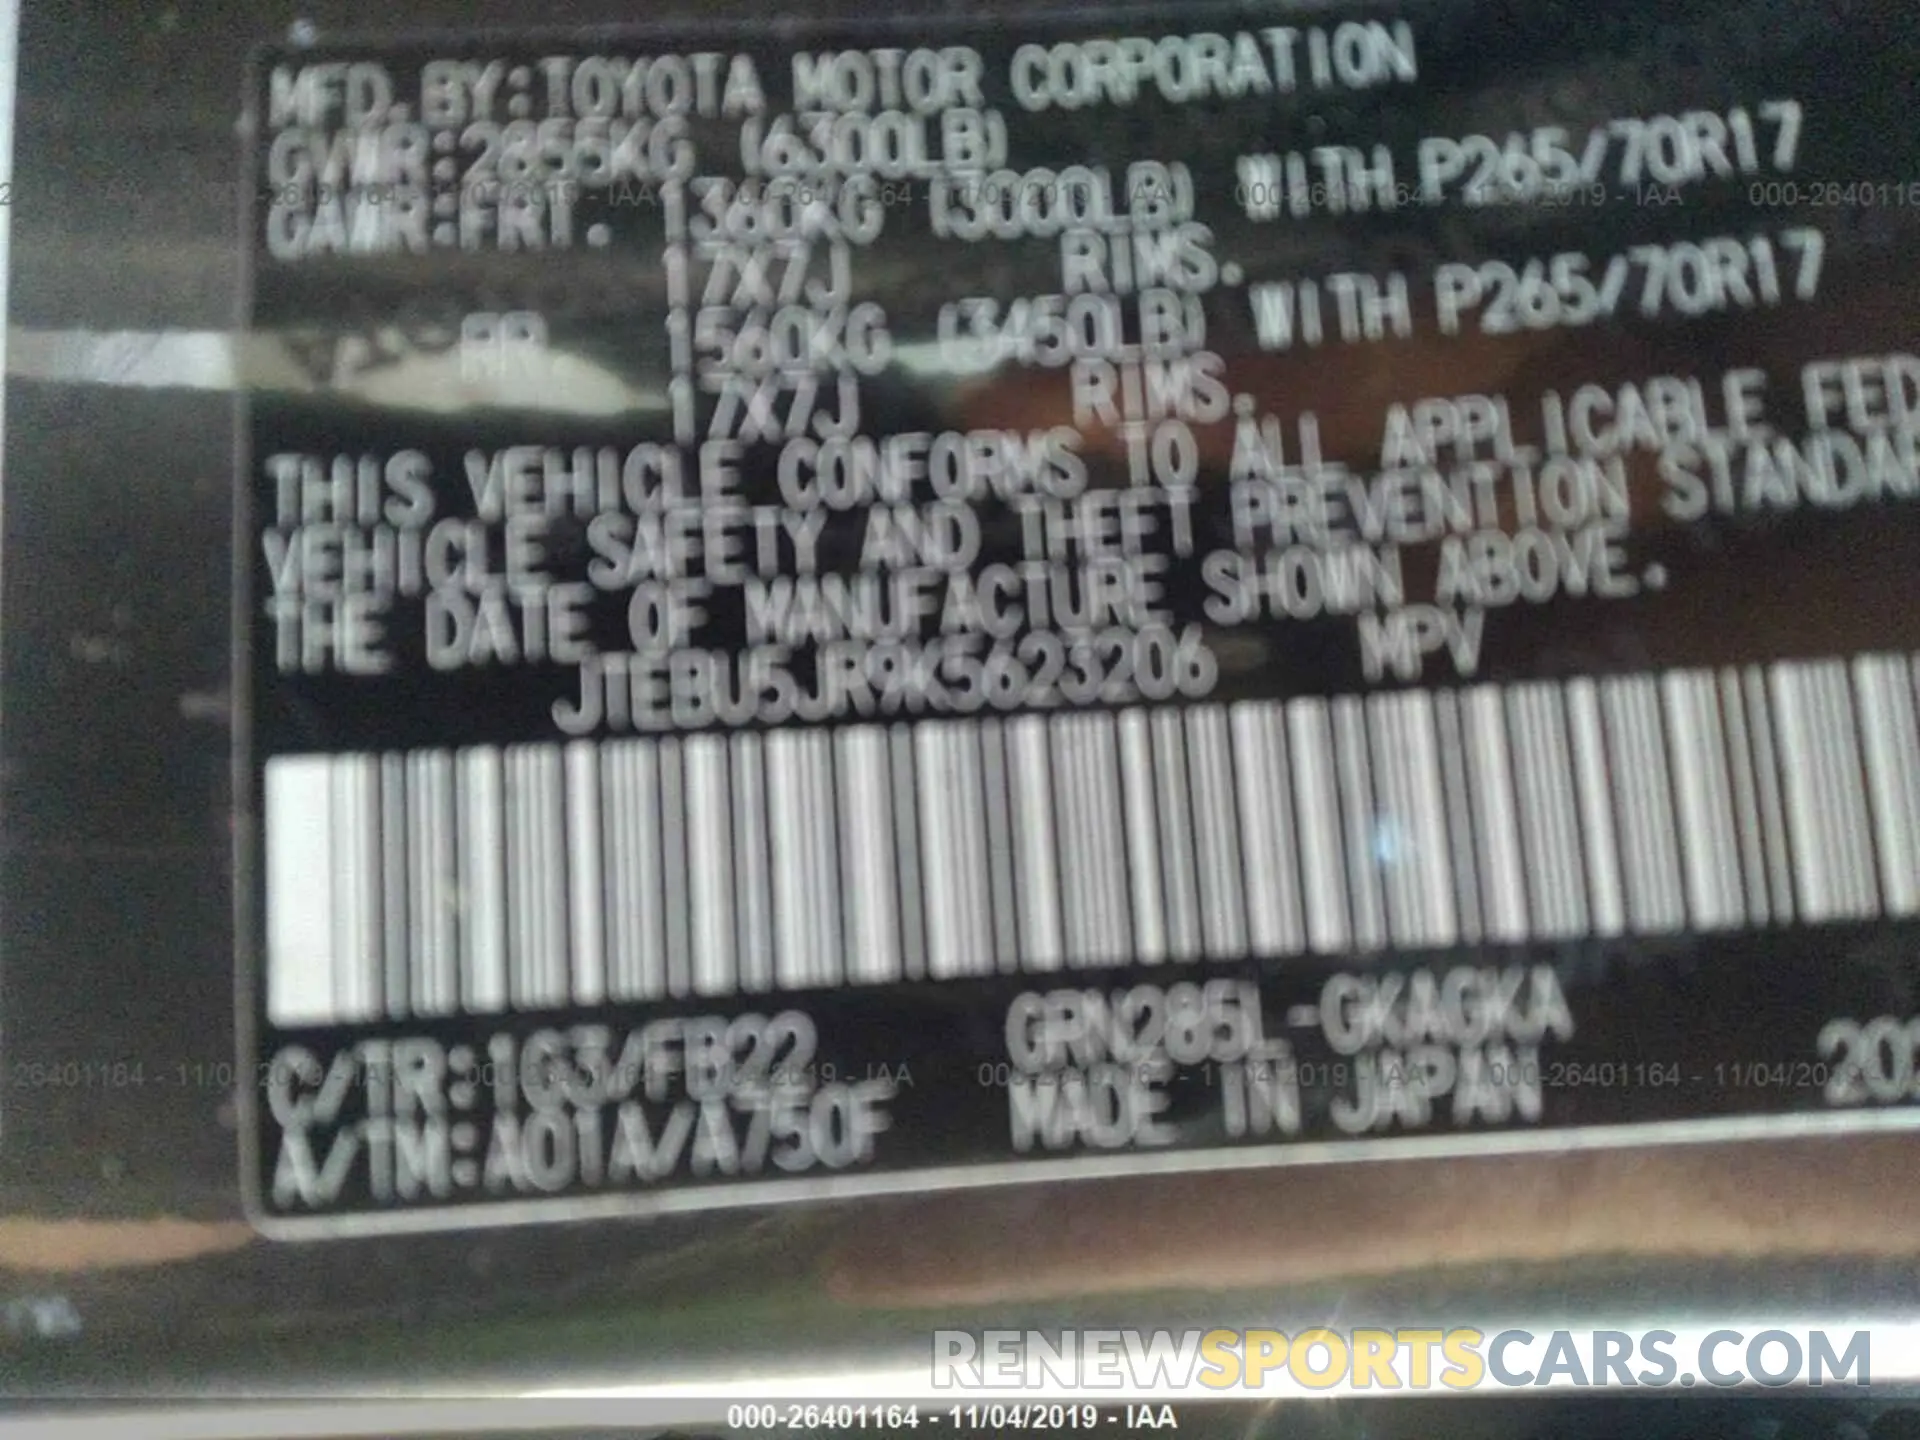 MFD. BY: TOYOTA MOTOR CORPORATION
GVWR: 2855KG (6300LB)
GAWR: FRT. 1360KG (3000LB) WITH P265/70R17
17X7J RIMS.
RR. 1560KG (3450LB) WITH P265/70R17
17X7J RIMS.
THIS VEHICLE CONFORMS TO ALL APPLICABLE FED
VEHICLE SAFETY AND THEFT PREVENTION STANDAR
THE DATE OF MANUFACTURE SHOWN ABOVE.
JTEBU5JR9K5623206 MPV
C/TR: 1G3/FB22 GRN285L-GKAGKA
A/TM: A01A/A750F MADE IN JAPAN
RENEWSPORTSCARS.COM
000-26401164 - 11/04/2019 - IAA